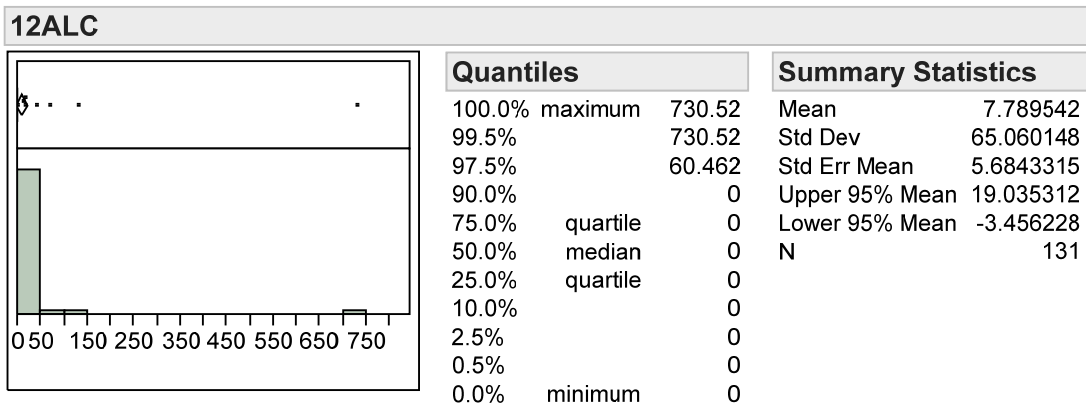 12ALC
0 50 150 250 350 450 550 650 750
Quantiles
100.0% maximum 730.52
99.5% 730.52
97.5% 60.462
90.0% 0
75.0% quartile 0
50.0% median 0
25.0% quartile 0
10.0% 0
2.5% 0
0.5% 0
0.0% minimum 0
Summary Statistics
Mean 7.789542
Std Dev 65.060148
Std Err Mean 5.6843315
Upper 95% Mean 19.035312
Lower 95% Mean -3.456228
N 131